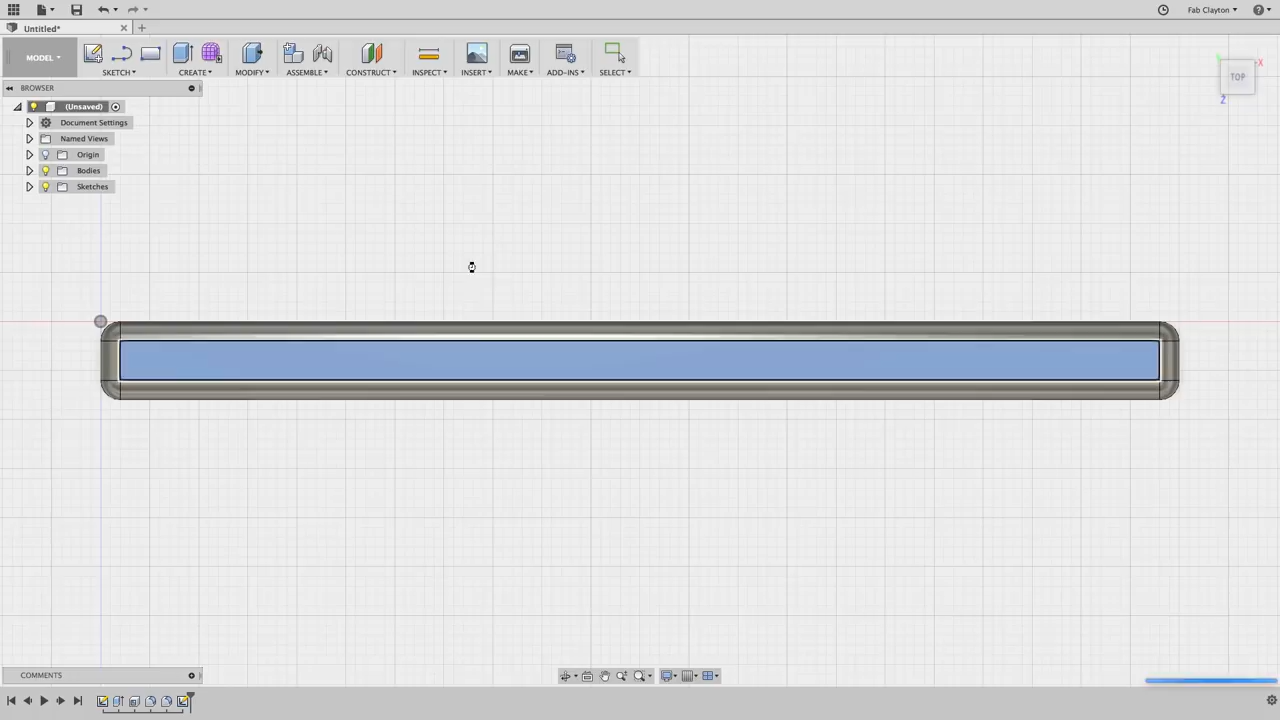 Fab Clayton
Untitled*
MODEL
SKETCH
CREATE
MODIFY
ASSEMBLE
CONSTRUCT
INSPECT
INSERT
MAKE
ADD-INS
SELECT
TOP
X
Z
BROWSER
(Unsaved)
Document Settings
Named Views
Origin
Bodies
Sketches
COMMENTS